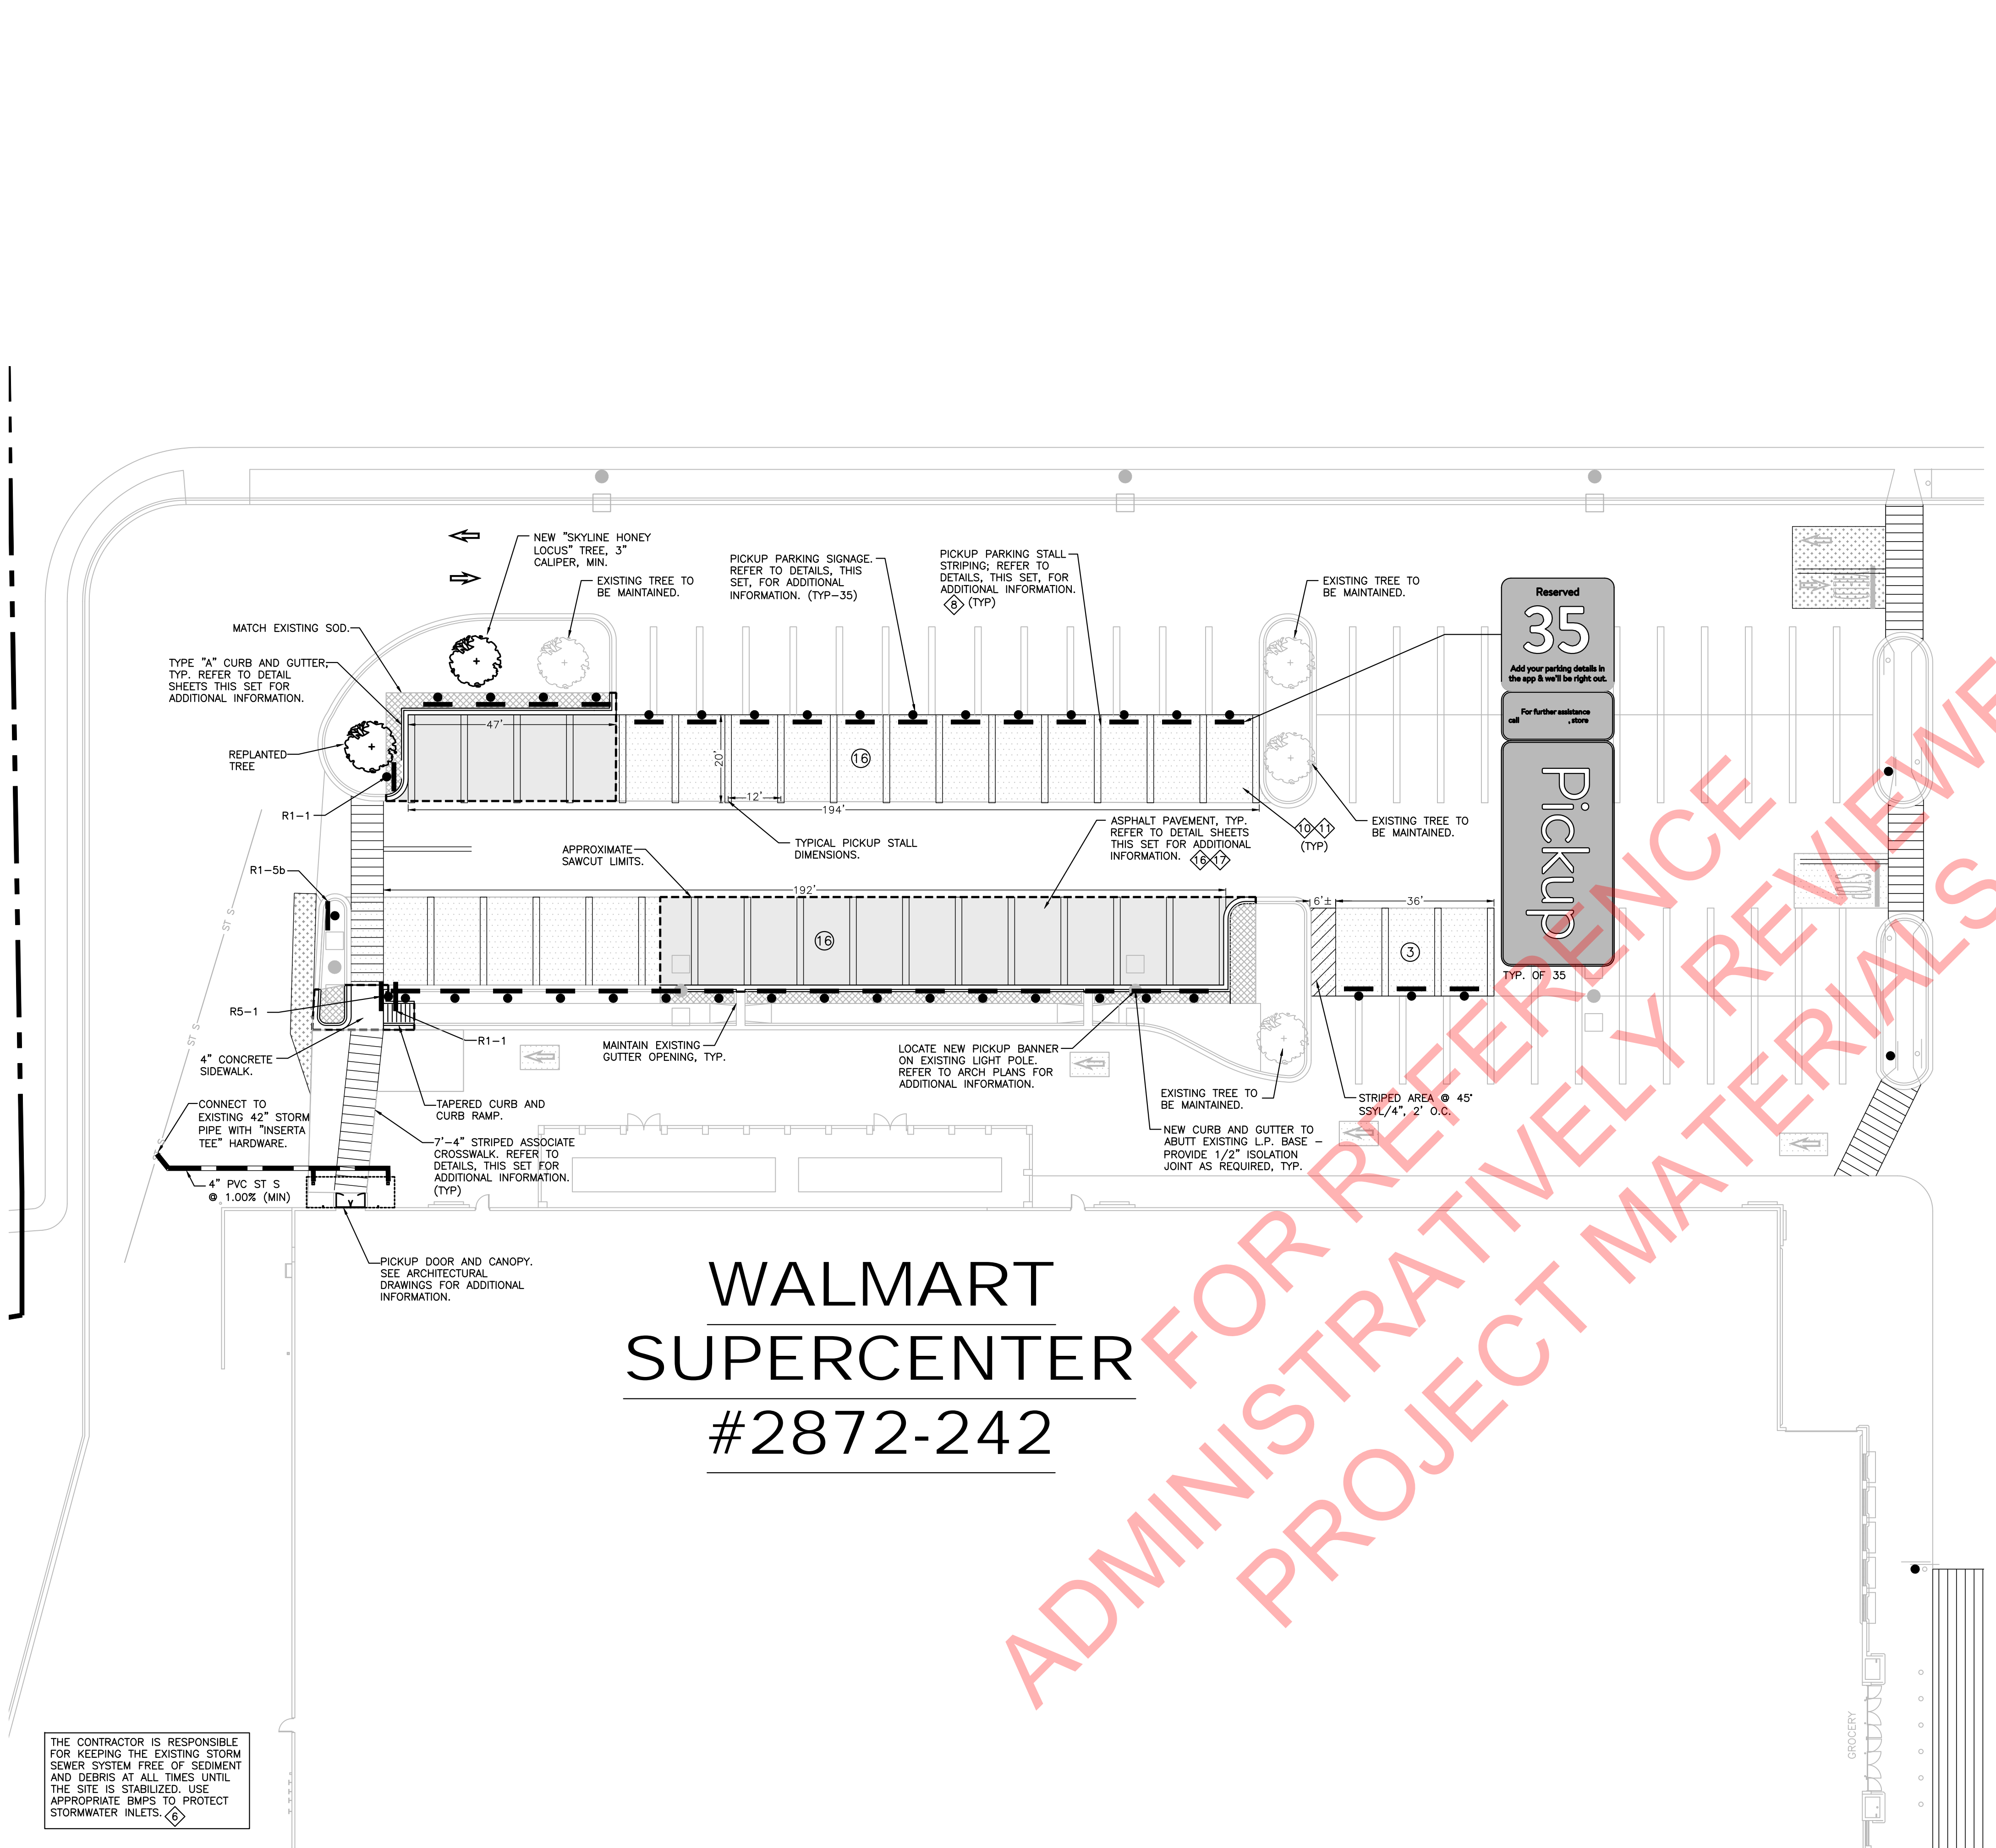 NEW "SKYLINE HONEY
LOCUS" TREE, 3"
CALIPER, MIN.
EXISTING TREE TO
BE MAINTAINED.
PICKUP PARKING SIGNAGE.
REFER TO DETAILS, THIS
SET, FOR ADDITIONAL
INFORMATION. (TYP-35)
PICKUP PARKING STALL
STRIPING; REFER TO
DETAILS, THIS SET, FOR
ADDITIONAL INFORMATION.
8 (TYP)
EXISTING TREE TO
BE MAINTAINED.
Reserved
35
Add your parking details in
the app & we'll be right out.
For further assistance
call , store
Pickup
TYP. OF 35
MATCH EXISTING SOD.
TYPE "A" CURB AND GUTTER,
TYP. REFER TO DETAIL
SHEETS THIS SET FOR
ADDITIONAL INFORMATION.
REPLANTED
TREE
R1-1
47'
20'
16
12'
194'
10 11
(TYP)
EXISTING TREE TO
BE MAINTAINED.
APPROXIMATE
SAWCUT LIMITS.
TYPICAL PICKUP STALL
DIMENSIONS.
ASPHALT PAVEMENT, TYP.
REFER TO DETAIL SHEETS
THIS SET FOR ADDITIONAL
INFORMATION. 16 17
R1-5b
192'
6'±
36'
16
3
ST S
ST S
S
R5-1
R1-1
4" CONCRETE
SIDEWALK.
MAINTAIN EXISTING
GUTTER OPENING, TYP.
LOCATE NEW PICKUP BANNER
ON EXISTING LIGHT POLE.
REFER TO ARCH PLANS FOR
ADDITIONAL INFORMATION.
EXISTING TREE TO
BE MAINTAINED.
STRIPED AREA @ 45°
SSYL/4", 2' O.C.
CONNECT TO
EXISTING 42" STORM
PIPE WITH "INSERTA
TEE" HARDWARE.
TAPERED CURB AND
CURB RAMP.
7'-4" STRIPED ASSOCIATE
CROSSWALK. REFER TO
DETAILS, THIS SET FOR
ADDITIONAL INFORMATION.
(TYP)
NEW CURB AND GUTTER TO
ABUTT EXISTING L.P. BASE -
PROVIDE 1/2" ISOLATION
JOINT AS REQUIRED, TYP.
4" PVC ST S
@ 1.00% (MIN)
PICKUP DOOR AND CANOPY.
SEE ARCHITECTURAL
DRAWINGS FOR ADDITIONAL
INFORMATION.
WALMART
SUPERCENTER
#2872-242
FOR REFERENCE
ADMINISTRATIVELY REVIEWE
PROJECT MATERIALS
GROCERY
THE CONTRACTOR IS RESPONSIBLE
FOR KEEPING THE EXISTING STORM
SEWER SYSTEM FREE OF SEDIMENT
AND DEBRIS AT ALL TIMES UNTIL
THE SITE IS STABILIZED. USE
APPROPRIATE BMPS TO PROTECT
STORMWATER INLETS. 6